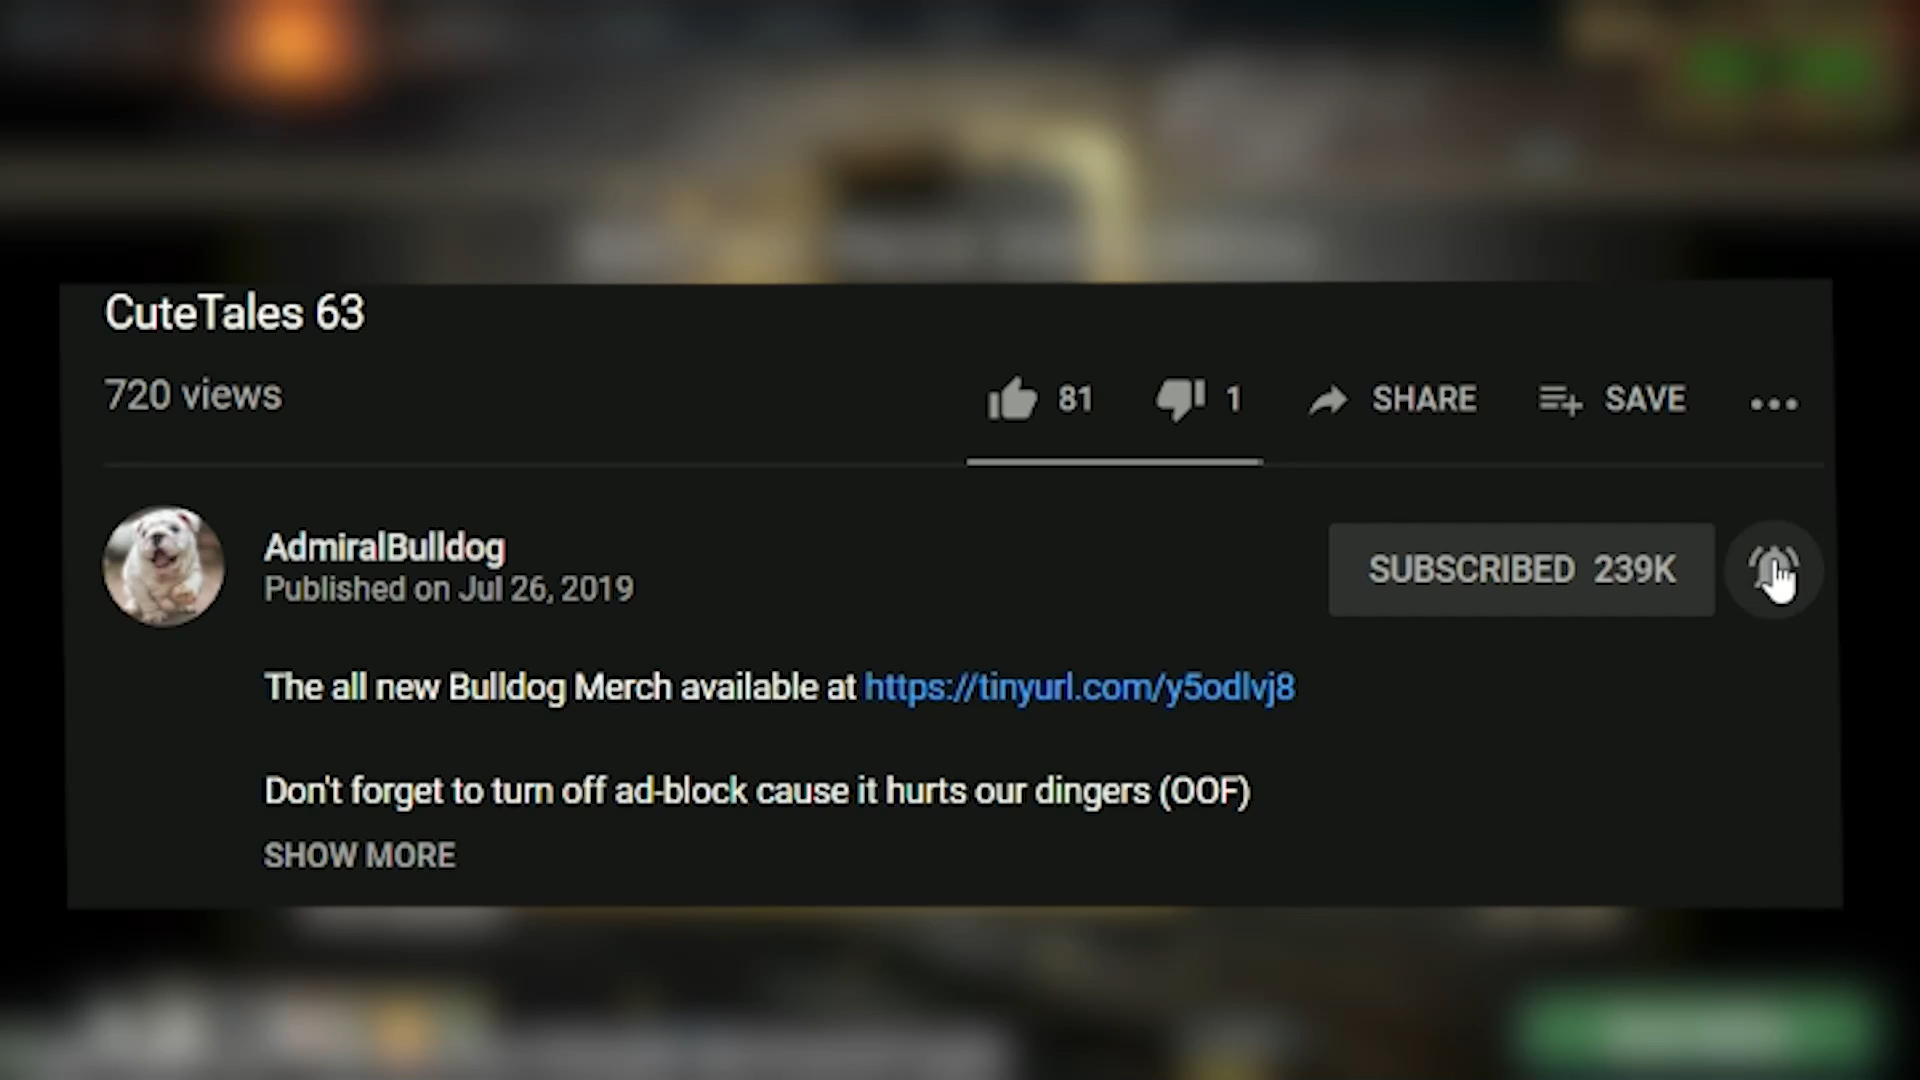 CuteTales 63
720 views
81 1 SHARE SAVE
AdmiralBulldog
Published on Jul 26, 2019
SUBSCRIBED 239K
The all new Bulldog Merch available at https://tinyurl.com/y5odlvj8
Don't forget to turn off ad-block cause it hurts our dingers (OOF)
SHOW MORE